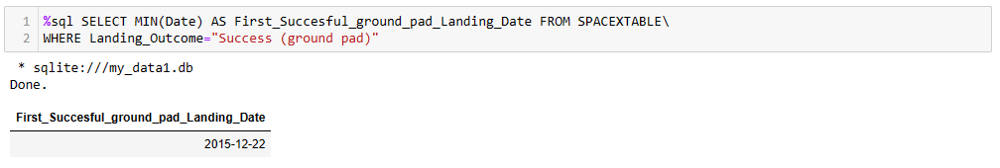 1 %sql SELECT MIN(Date) AS First_Succesful_ground_pad_Landing_Date FROM SPACEXTABLE\
2 WHERE Landing_Outcome="Success (ground pad)"
* sqlite:///my_data1.db
Done.
First_Succesful_ground_pad_Landing_Date
2015-12-22